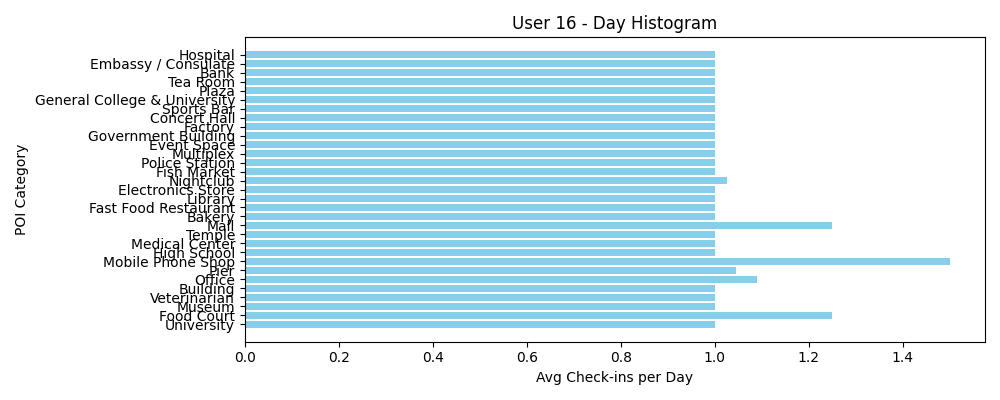 User 16 - Day Histogram
POI Category
Hospital
Embassy / Consulate
Bank
Tea Room
Plaza
General College & University
Sports Bar
Concert Hall
Factory
Government Building
Event Space
Multiplex
Police Station
Fish Market
Nightclub
Electronics Store
Library
Fast Food Restaurant
Bakery
Mall
Temple
Medical Center
High School
Mobile Phone Shop
Pier
Office
Building
Veterinarian
Museum
Food Court
University
0.0 0.2 0.4 0.6 0.8 1.0 1.2 1.4
Avg Check-ins per Day